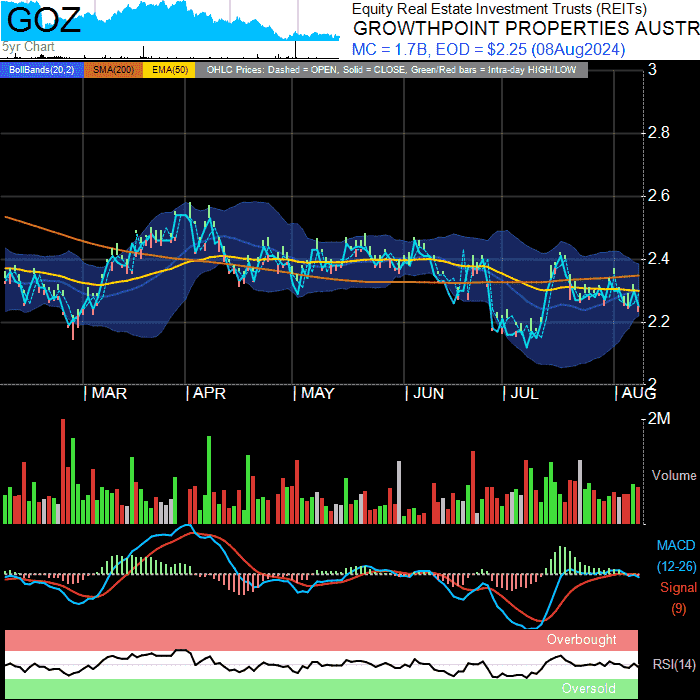 GOZ
5yr Chart
Equity Real Estate Investment Trusts (REITs)
GROWTHPOINT PROPERTIES AUSTR
MC = 1.7B, EOD = $2.25 (08Aug2024)
BollBands(20,2) SMA(200) EMA(50) OHLC Prices: Dashed = OPEN, Solid = CLOSE, Green/Red bars = Intra-day HIGH/LOW
3
2.8
2.6
2.4
2.2
2
| MAR | APR | MAY | JUN | JUL | AUG
2M
Volume
MACD
(12-26)
Signal
(9)
Overbought
RSI(14)
Oversold